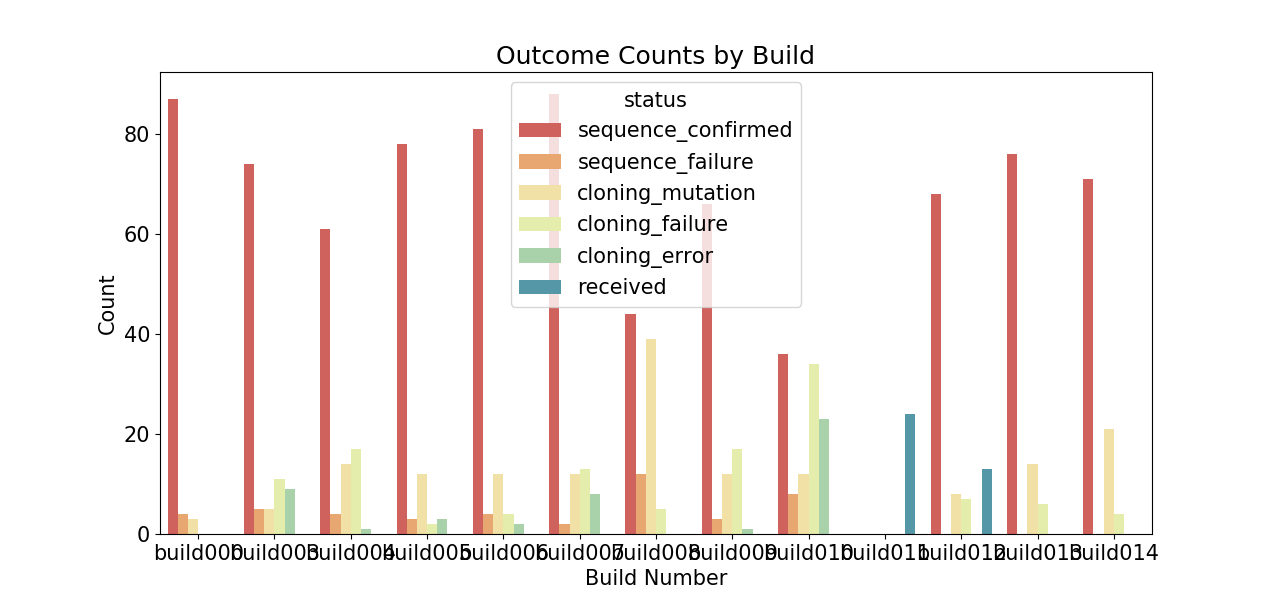 Outcome Counts by Build
status
sequence_confirmed
sequence_failure
cloning_mutation
cloning_failure
cloning_error
received
80
60
40
20
0
Count
build000 build003 build004 build005 build006 build007 build008 build009 build010 build011 build012 build013 build014
Build Number